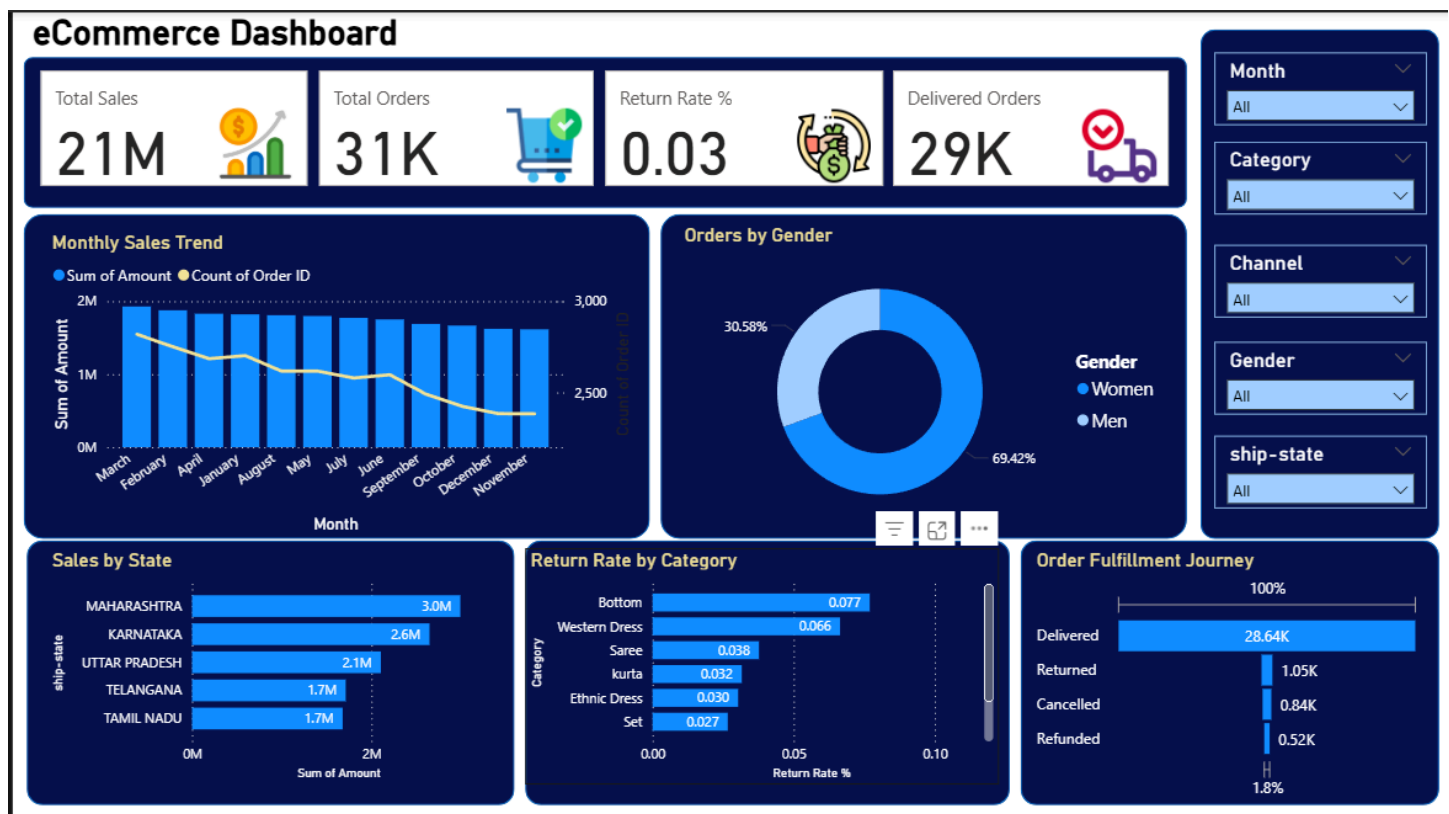 eCommerce Dashboard
Total Sales
21M
Total Orders
31K
Return Rate %
0.03
Delivered Orders
29K
Month
All
Category
All
Channel
All
Gender
All
ship-state
All
Monthly Sales Trend
Sum of Amount Count of Order ID
2M
1M
0M
Sum of Amount
3,000
2,500
Count of Order ID
March
February
April
January
August
May
July
June
September
October
December
November
Month
Orders by Gender
30.58%
69.42%
Gender
Women
Men
Sales by State
ship-state
MAHARASHTRA 3.0M
KARNATAKA 2.6M
UTTAR PRADESH 2.1M
TELANGANA 1.7M
TAMIL NADU 1.7M
0M 2M
Sum of Amount
Return Rate by Category
Category
Bottom 0.077
Western Dress 0.066
Saree 0.038
kurta 0.032
Ethnic Dress 0.030
Set 0.027
0.00 0.05 0.10
Return Rate %
Order Fulfillment Journey
100%
Delivered 28.64K
Returned 1.05K
Cancelled 0.84K
Refunded 0.52K
1.8%